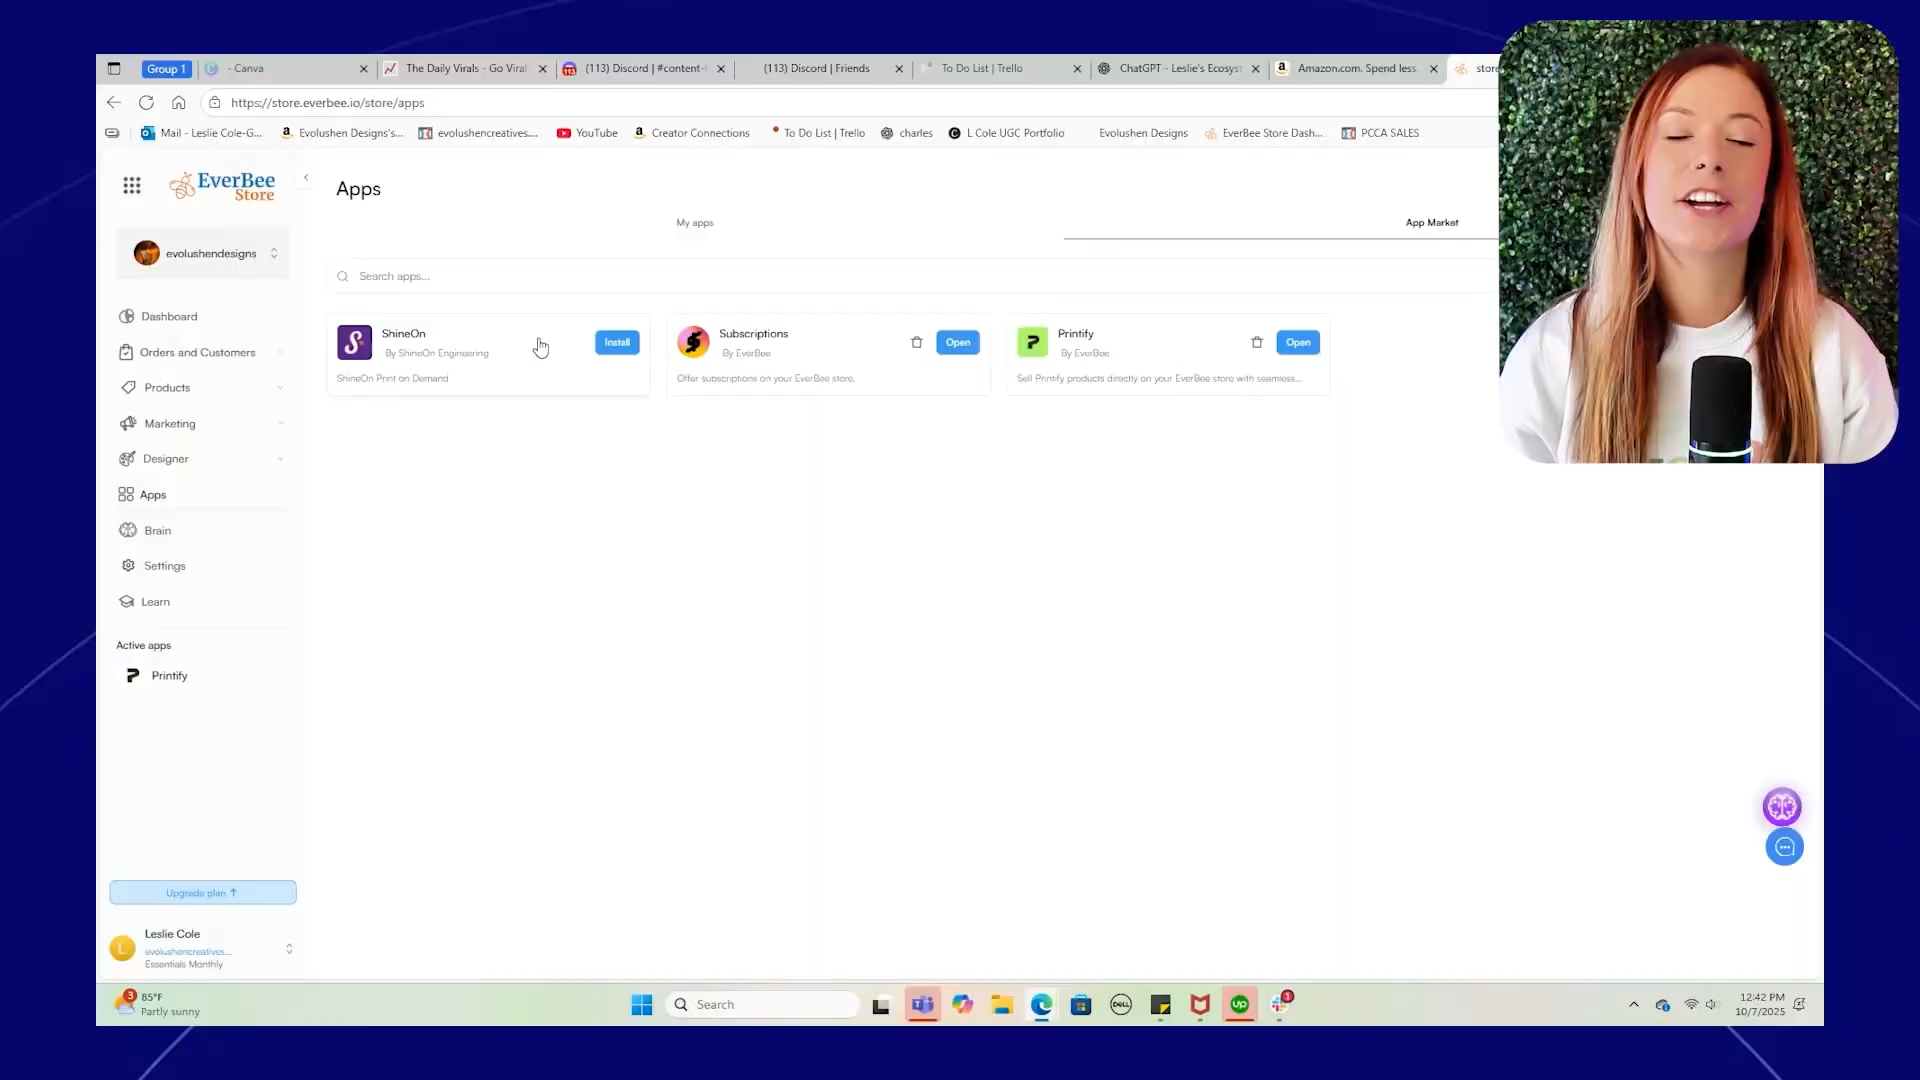 Group 1
- Canva
The Daily Virals - Go Viral
(113) Discord | #content-
(113) Discord | Friends
To Do List | Trello
ChatGPT - Leslie's Ecosyst
Amazon.com. Spend less
store
https://store.everbee.io/store/apps
Mail - Leslie Cole-G...
Evolushen Designs's...
evolushencreatives....
YouTube
Creator Connections
To Do List | Trello
charles
L Cole UGC Portfolio
Evolushen Designs
EverBee Store Dash...
PCCA SALES
EverBee
Store
Apps
My apps
App Market
evolushendesigns
Search apps...
Dashboard
Orders and Customers
Products
Marketing
Designer
Apps
Brain
Settings
Learn
Active apps
Printify
ShineOn
By ShineOn Engineering
Install
ShineOn Print on Demand
Subscriptions
By EverBee
Open
Offer subscriptions on your EverBee store.
Printify
By EverBee
Open
Sell Printify products directly on your EverBee store with seamless...
Upgrade plan ↑
L
Leslie Cole
evolushencreatives...
Essentials Monthly
3
85°F
Partly sunny
Search
DELL
up
1
12:42 PM
10/7/2025